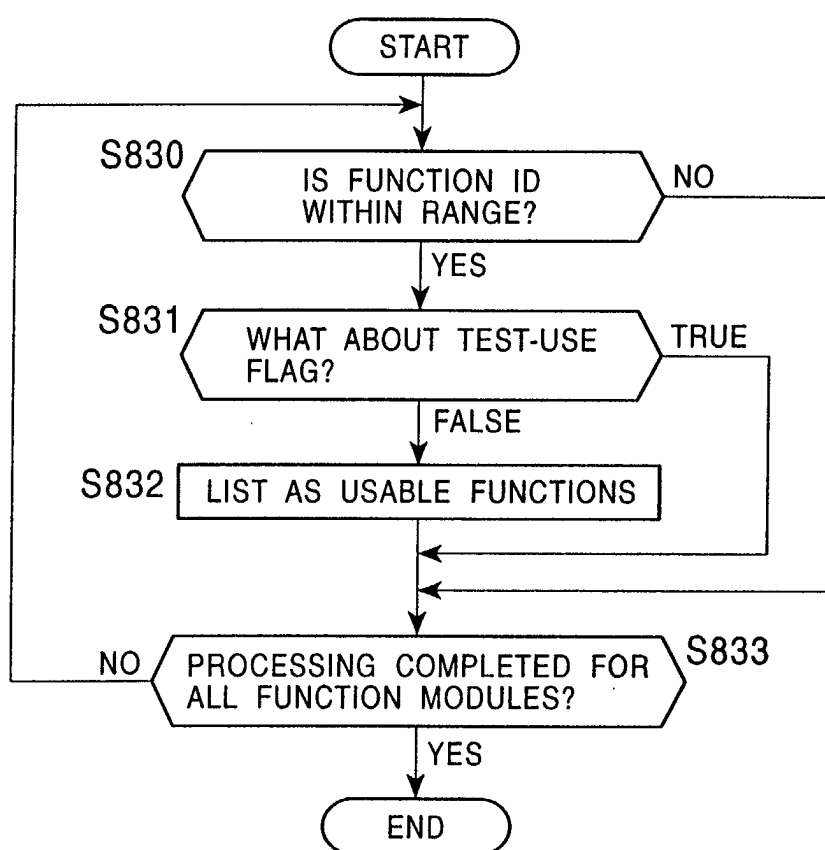 START
S830
IS FUNCTION ID
WITHIN RANGE?
NO
YES
S831
WHAT ABOUT TEST-USE
FLAG?
TRUE
FALSE
S832
LIST AS USABLE FUNCTIONS
NO
PROCESSING COMPLETED FOR
ALL FUNCTION MODULES?
S833
YES
END